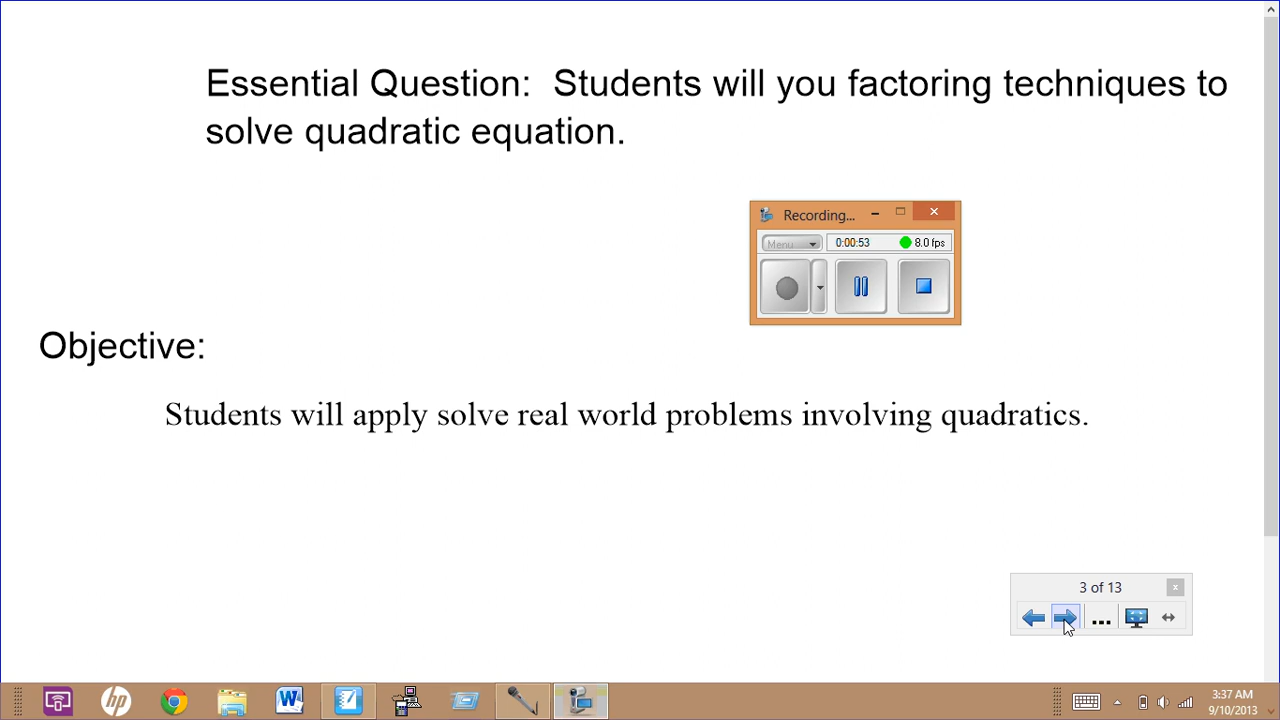 Essential Question:  Students will you factoring techniques to
solve quadratic equation.
Recording...
Menu
0:00:53
8.0 fps
Objective:
Students will apply solve real world problems involving quadratics.
3 of 13
...
hp
W
3:37 AM
9/10/2013